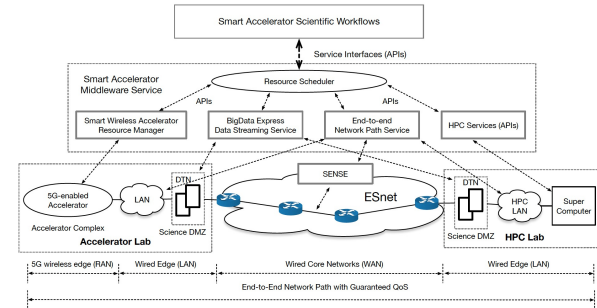 Smart Accelerator Scientific Workflows
Service Interfaces (APIs)
Smart Accelerator
Middleware Service
Resource Scheduler
APIs
APIs
Smart Wireless Accelerator
Resource Manager
BIgData Express
Data Streaming Service
End-to-end
Network Path Service
HPC Services (APIs)
SENSE
ESnet
5G-enabled
Accelerator
LAN
DTN
DTN
HPC
LAN
Super
Computer
Accelerator Complex
Science DMZ
Science DMZ
Accelerator Lab
HPC Lab
5G wireless edge (RAN)
Wired Edge (LAN)
Wired Core Networks (WAN)
Wired Edge (LAN)
End-to-End Network Path with Guaranteed QoS